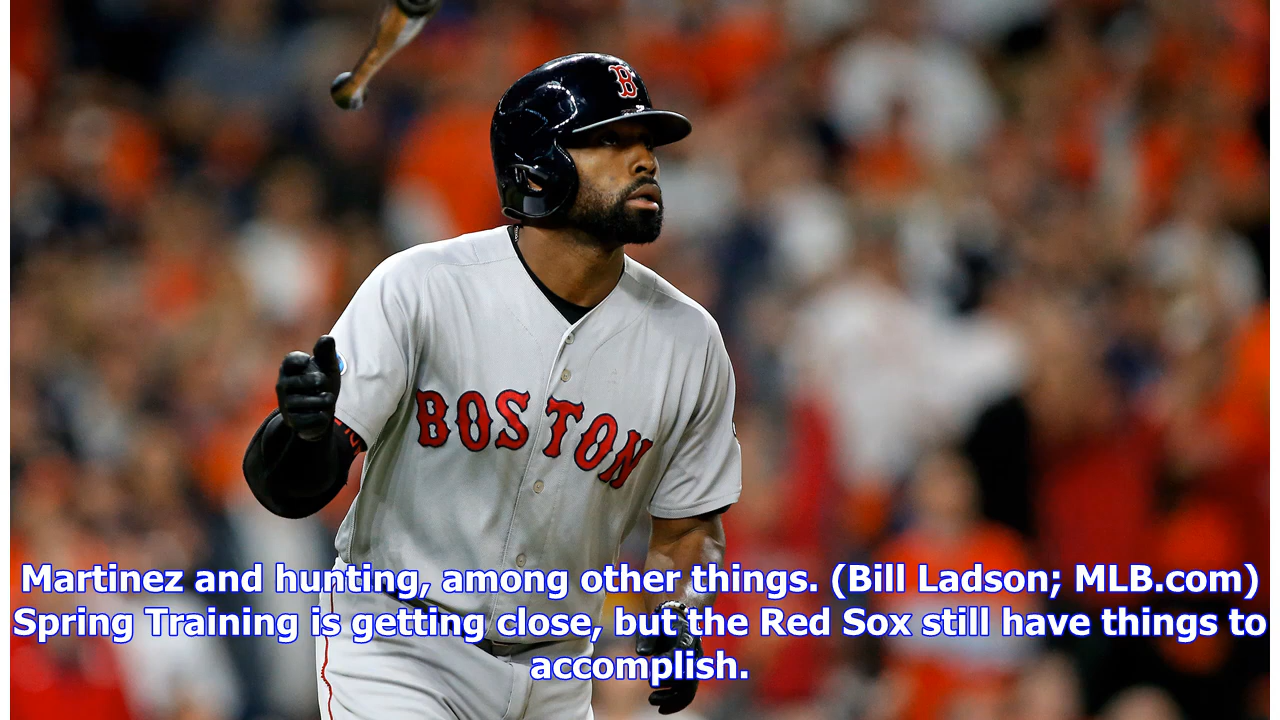 B
BOSTON
Martinez and hunting, among other things. (Bill Ladson; MLB.com)
Spring Training is getting close, but the Red Sox still have things to
accomplish.